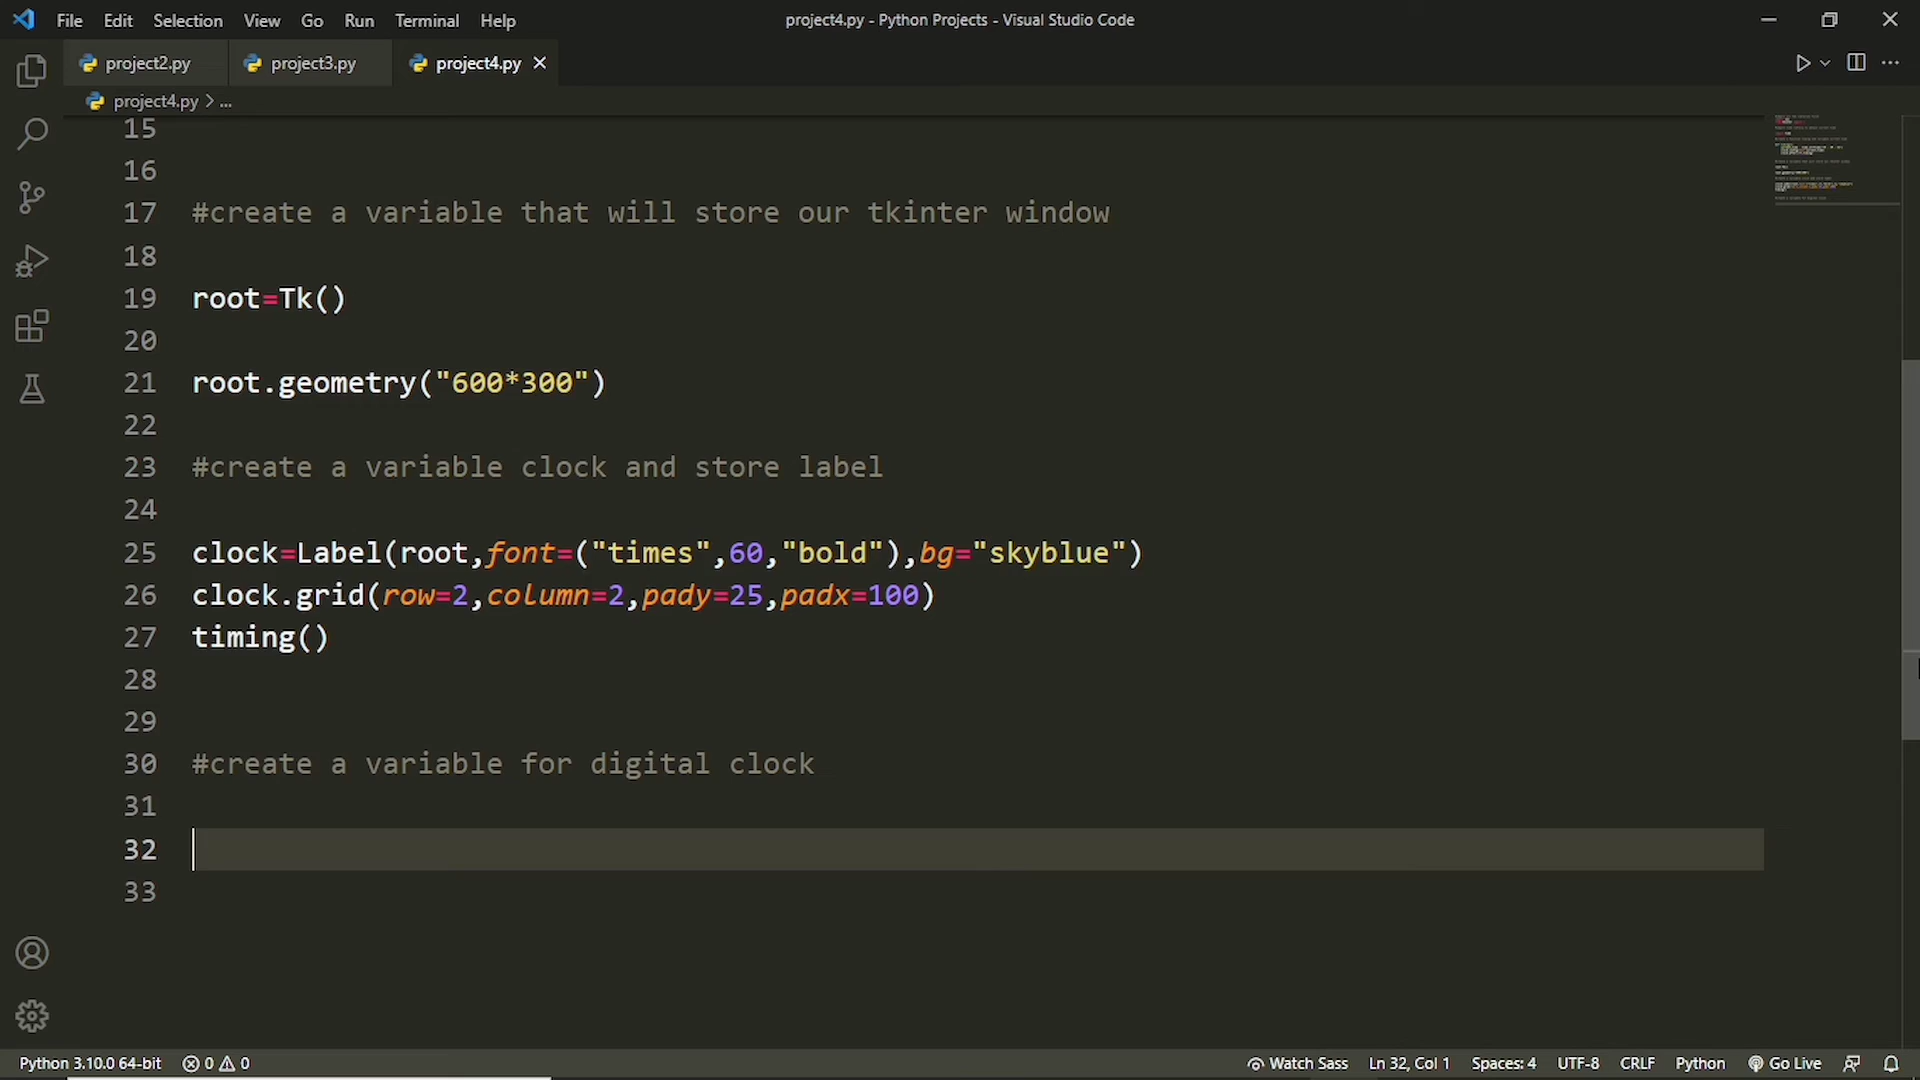 File Edit Selection View Go Run Terminal Help
project4.py - Python Projects - Visual Studio Code
project2.py project3.py project4.py
project4.py > ...
15
16
17 #create a variable that will store our tkinter window
18
19 root=Tk()
20
21 root.geometry("600*300")
22
23 #create a variable clock and store label
24
25 clock=Label(root,font=("times",60,"bold"),bg="skyblue")
26 clock.grid(row=2,column=2,pady=25,padx=100)
27 timing()
28
29
30 #create a variable for digital clock
31
32
33
Python 3.10.0 64-bit 0 0 Watch Sass Ln 32, Col 1 Spaces: 4 UTF-8 CRLF Python Go Live